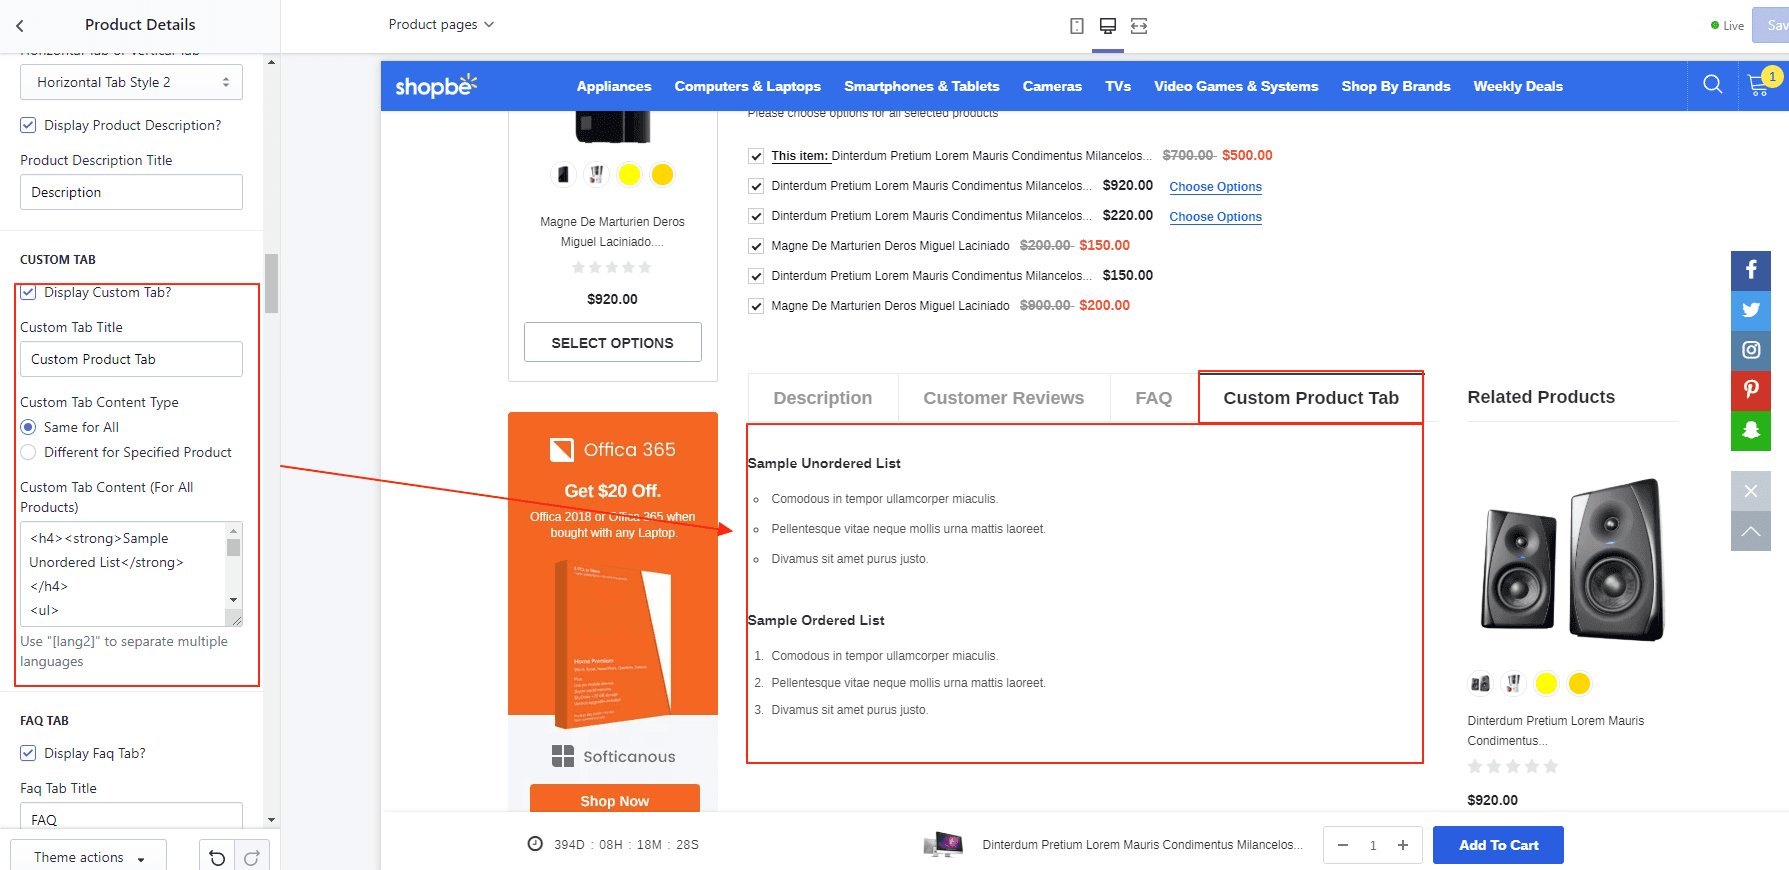 Product Details
Product pages
Live
Sav
Horizontal Tab or Vertical Tab
Horizontal Tab Style 2
Display Product Description?
Product Description Title
Description
CUSTOM TAB
Display Custom Tab?
Custom Tab Title
Custom Product Tab
Custom Tab Content Type
Same for All
Different for Specified Product
Custom Tab Content (For All
Products)
<h4><strong>Sample
Unordered List</strong>
</h4>
<ul>
Use "[lang2]" to separate multiple
languages
FAQ TAB
Display Faq Tab?
Faq Tab Title
FAQ
Theme actions
shopbe
Appliances
Computers & Laptops
Smartphones & Tablets
Cameras
TVs
Video Games & Systems
Shop By Brands
Weekly Deals
1
Magne De Marturien Deros
Miguel Laciniado....
$920.00
SELECT OPTIONS
Please choose options for all selected products
This item: Dinterdum Pretium Lorem Mauris Condimentus Milancelos... $700.00 $500.00
Dinterdum Pretium Lorem Mauris Condimentus Milancelos... $920.00 Choose Options
Dinterdum Pretium Lorem Mauris Condimentus Milancelos... $220.00 Choose Options
Magne De Marturien Deros Miguel Laciniado $200.00 $150.00
Dinterdum Pretium Lorem Mauris Condimentus Milancelos... $150.00
Magne De Marturien Deros Miguel Laciniado $900.00 $200.00
Offica 365
Get $20 Off.
Offica 2018 or Offica 365 when
bought with any Laptop.
Home Premium
Softicanous
Shop Now
Description
Customer Reviews
FAQ
Custom Product Tab
Sample Unordered List
Comodous in tempor ullamcorper miaculis.
Pellentesque vitae neque mollis urna mattis laoreet.
Divamus sit amet purus justo.
Sample Ordered List
1. Comodous in tempor ullamcorper miaculis.
2. Pellentesque vitae neque mollis urna mattis laoreet.
3. Divamus sit amet purus justo.
Related Products
Dinterdum Pretium Lorem Mauris
Condimentus...
$920.00
394D : 08H : 18M : 28S
Dinterdum Pretium Lorem Mauris Condimentus Milancelos...
1
Add To Cart